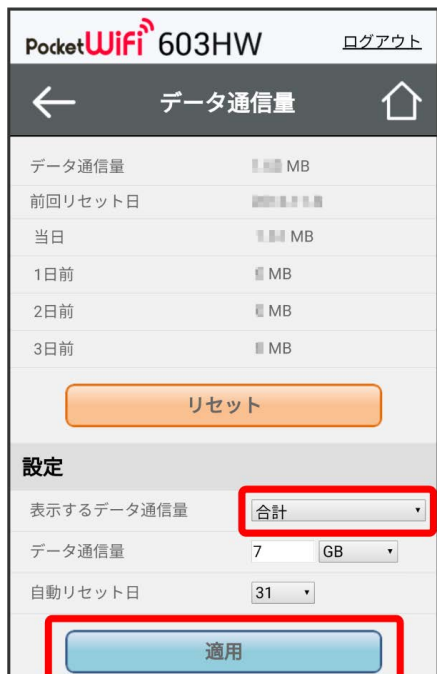 PocketWiFi 603HW ログアウト
データ通信量
データ通信量 MB
前回リセット日
当日 MB
1日前 MB
2日前 MB
3日前 MB
リセット
設定
表示するデータ通信量 合計
データ通信量 7 GB
自動リセット日 31
適用